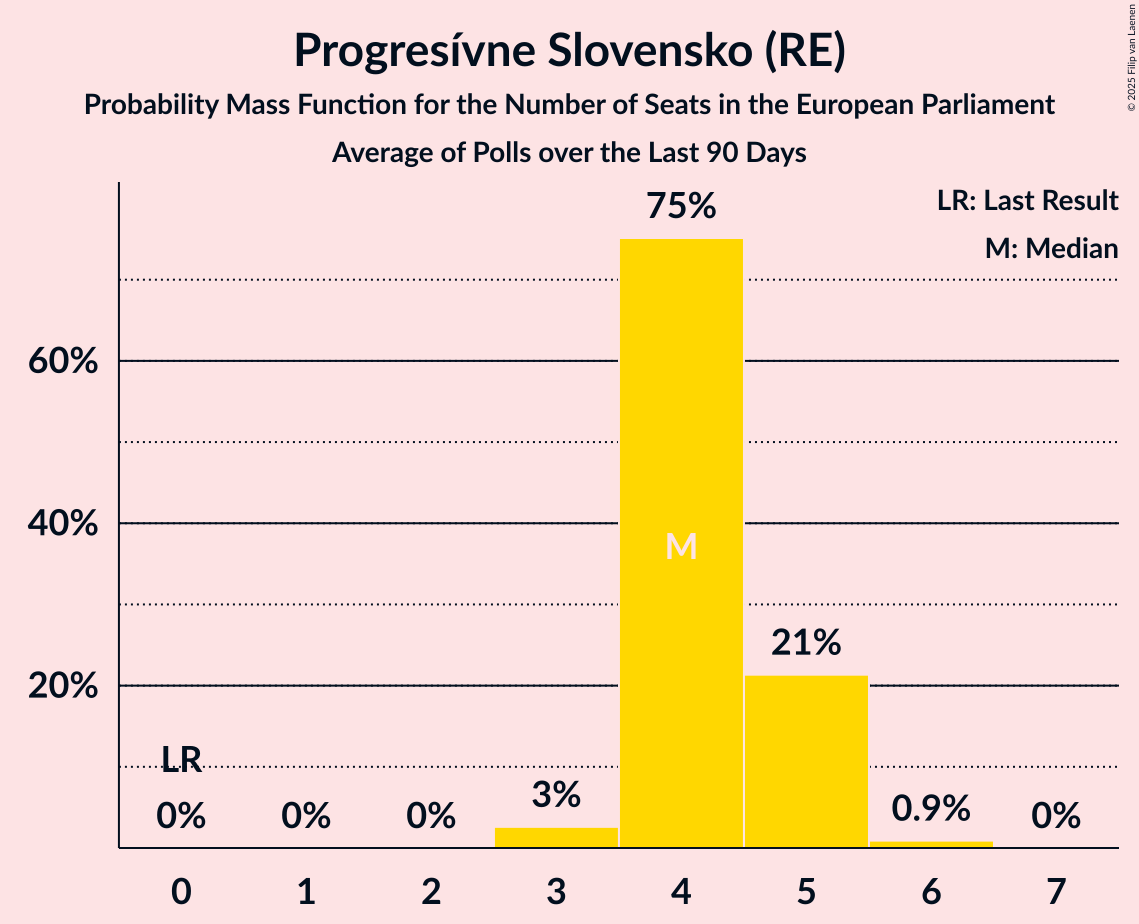 Progresívne Slovensko (RE)
Probability Mass Function for the Number of Seats in the European Parliament
Average of Polls over the Last 90 Days
© 2025 Filip van Laenen
LR: Last Result
M: Median
75%
60%
40%
M
21%
20%
LR
0%
0%
0%
3%
0.9%
0%
0
1
2
3
4
5
6
7